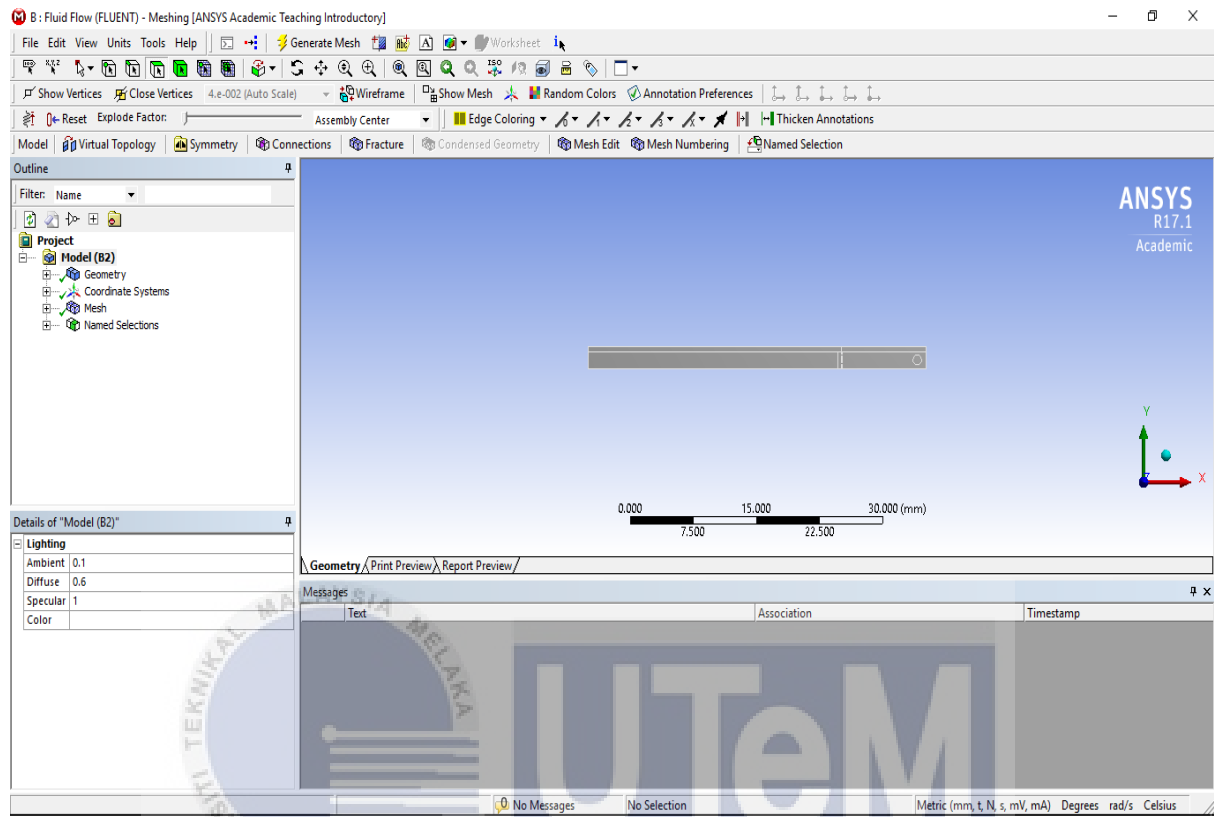 B : Fluid Flow (FLUENT) - Meshing [ANSYS Academic Teaching Introductory]
File Edit View Units Tools Help Generate Mesh Worksheet
Show Vertices Close Vertices 4.e-002 (Auto Scale) Wireframe Show Mesh Random Colors Annotation Preferences
Reset Explode Factor: Assembly Center Edge Coloring Thicken Annotations
Model Virtual Topology Symmetry Connections Fracture Condensed Geometry Mesh Edit Mesh Numbering Named Selection
Outline
Filter: Name
Project
Model (B2)
Geometry
Coordinate Systems
Mesh
Named Selections
ANSYS
R17.1
Academic
Y
X
Z
0.000 15.000 30.000 (mm)
7.500 22.500
Details of "Model (B2)"
Lighting
Ambient 0.1
Diffuse 0.6
Specular 1
Color
Geometry Print Preview Report Preview
Messages
Text Association Timestamp
MALAYSIA MELAKA
SITI TEKNIKAL
UTeM
No Messages No Selection Metric (mm, t, N, s, mV, mA) Degrees rad/s Celsius